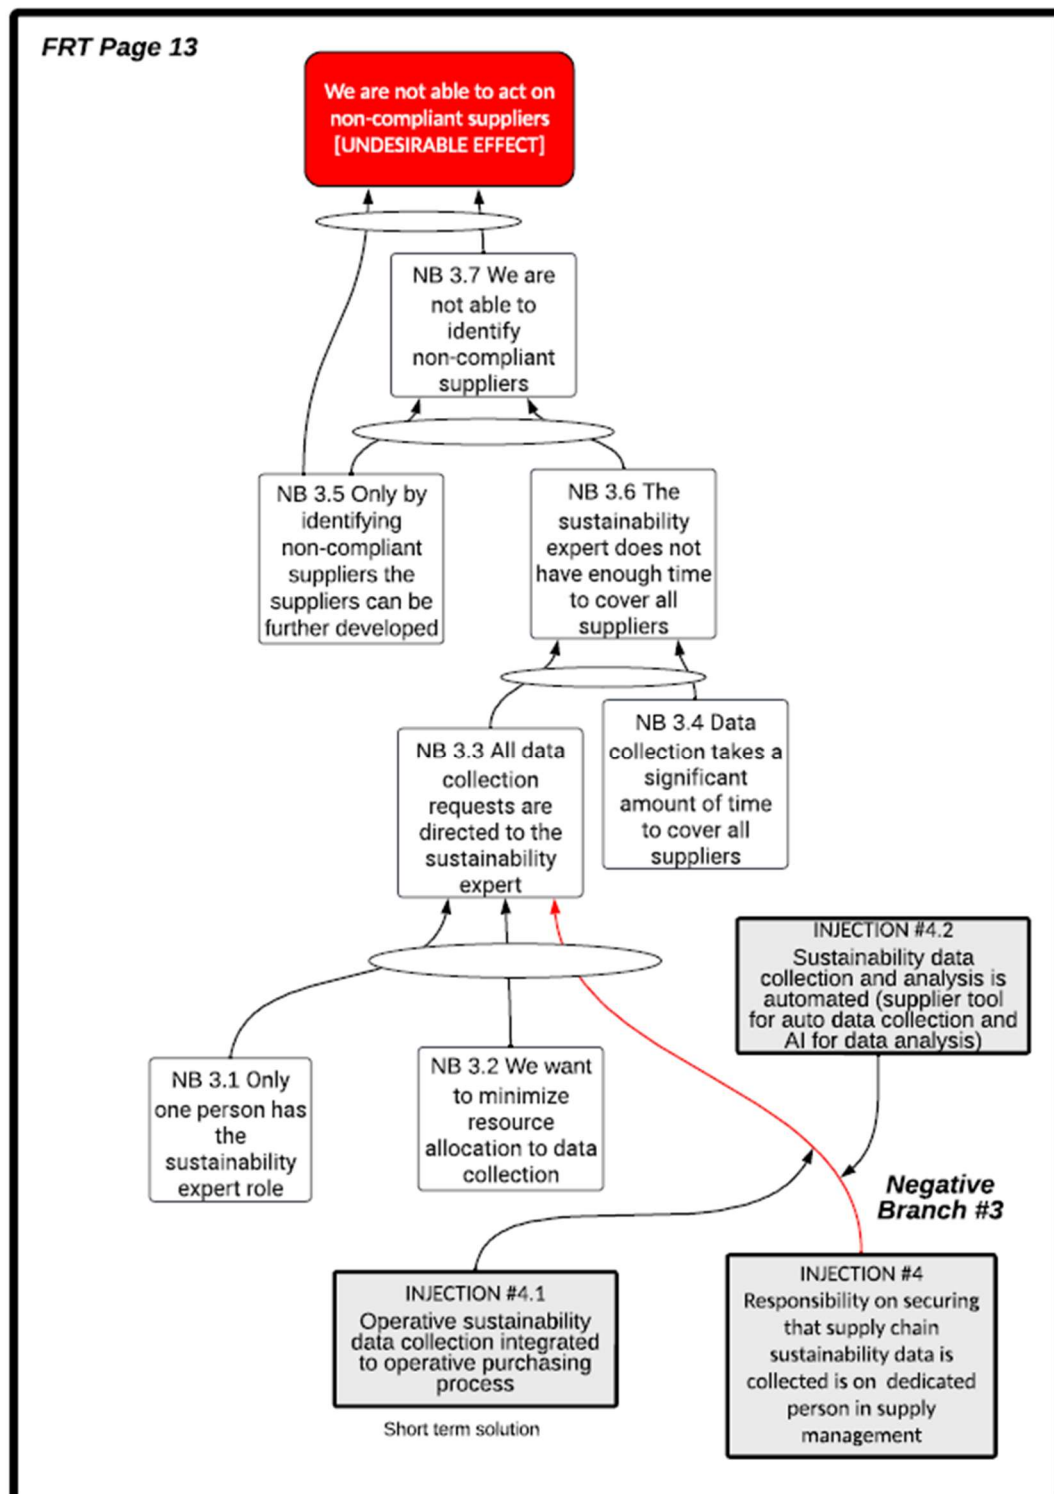 FRT Page 13
We are not able to act on
non-compliant suppliers
[UNDESIRABLE EFFECT]
NB 3.7 We are
not able to
identify
non-compliant
suppliers
NB 3.5 Only by
identifying
non-compliant
suppliers the
suppliers can be
further developed
NB 3.6 The
sustainability
expert does not
have enough time
to cover all
suppliers
NB 3.3 All data
collection
requests are
directed to the
sustainability
expert
NB 3.4 Data
collection takes a
significant
amount of time
to cover all
suppliers
INJECTION #4.2
Sustainability data
collection and analysis is
automated (supplier tool
for auto data collection and
AI for data analysis)
NB 3.1 Only
one person has
the
sustainability
expert role
NB 3.2 We want
to minimize
resource
allocation to data
collection
Negative
Branch #3
INJECTION #4.1
Operative sustainability
data collection integrated
to operative purchasing
process
Short term solution
INJECTION #4
Responsibility on securing
that supply chain
sustainability data is
collected is on dedicated
person in supply
management